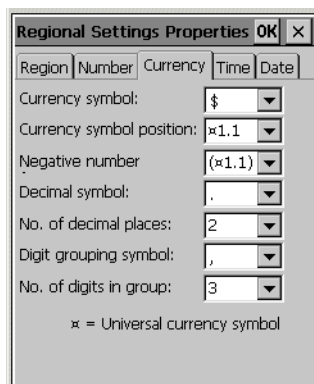 Regional Settings Properties OK ×
Region Number Currency Time Date
Currency symbol: $
Currency symbol position: ¤1.1
Negative number (¤1.1)
Decimal symbol: .
No. of decimal places: 2
Digit grouping symbol: ,
No. of digits in group: 3
¤ = Universal currency symbol